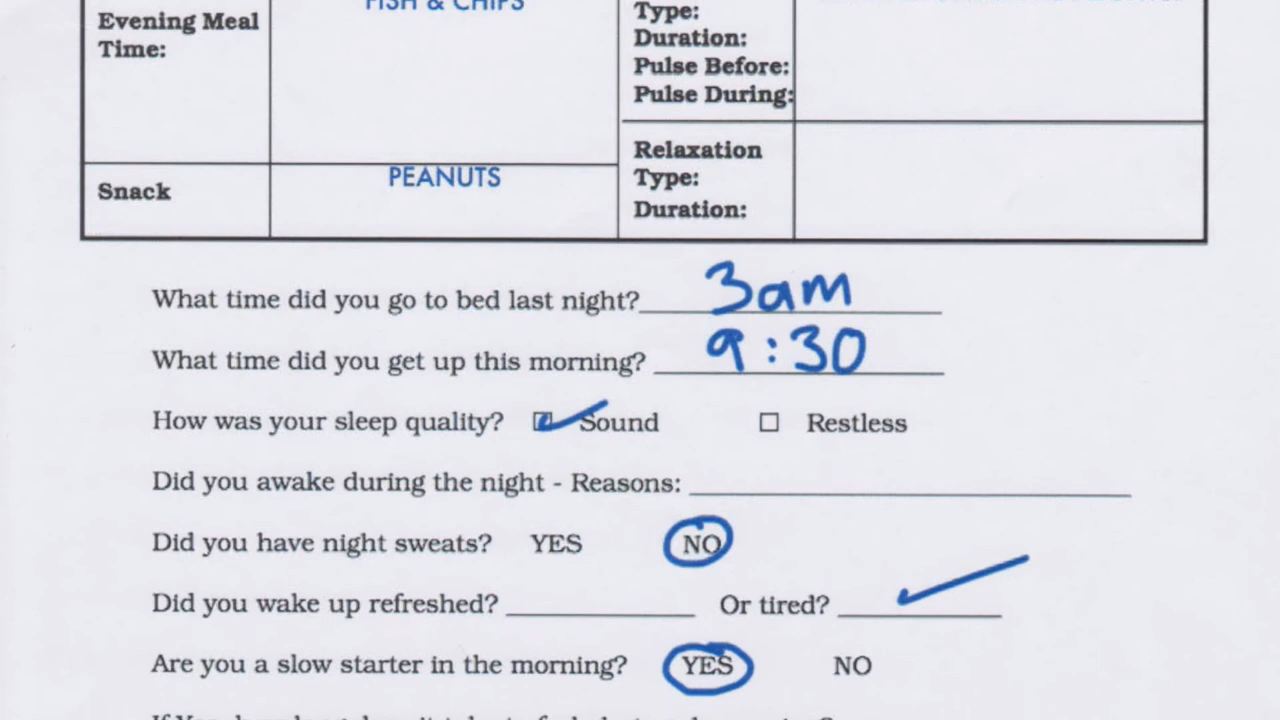 FISH & CHIPS
Evening Meal
Time:
Type:
Duration:
Pulse Before:
Pulse During:
Snack
PEANUTS
Relaxation
Type:
Duration:
What time did you go to bed last night? 3am
What time did you get up this morning? 9:30
How was your sleep quality? Sound Restless
Did you awake during the night - Reasons:
Did you have night sweats? YES NO
Did you wake up refreshed? Or tired?
Are you a slow starter in the morning? YES NO